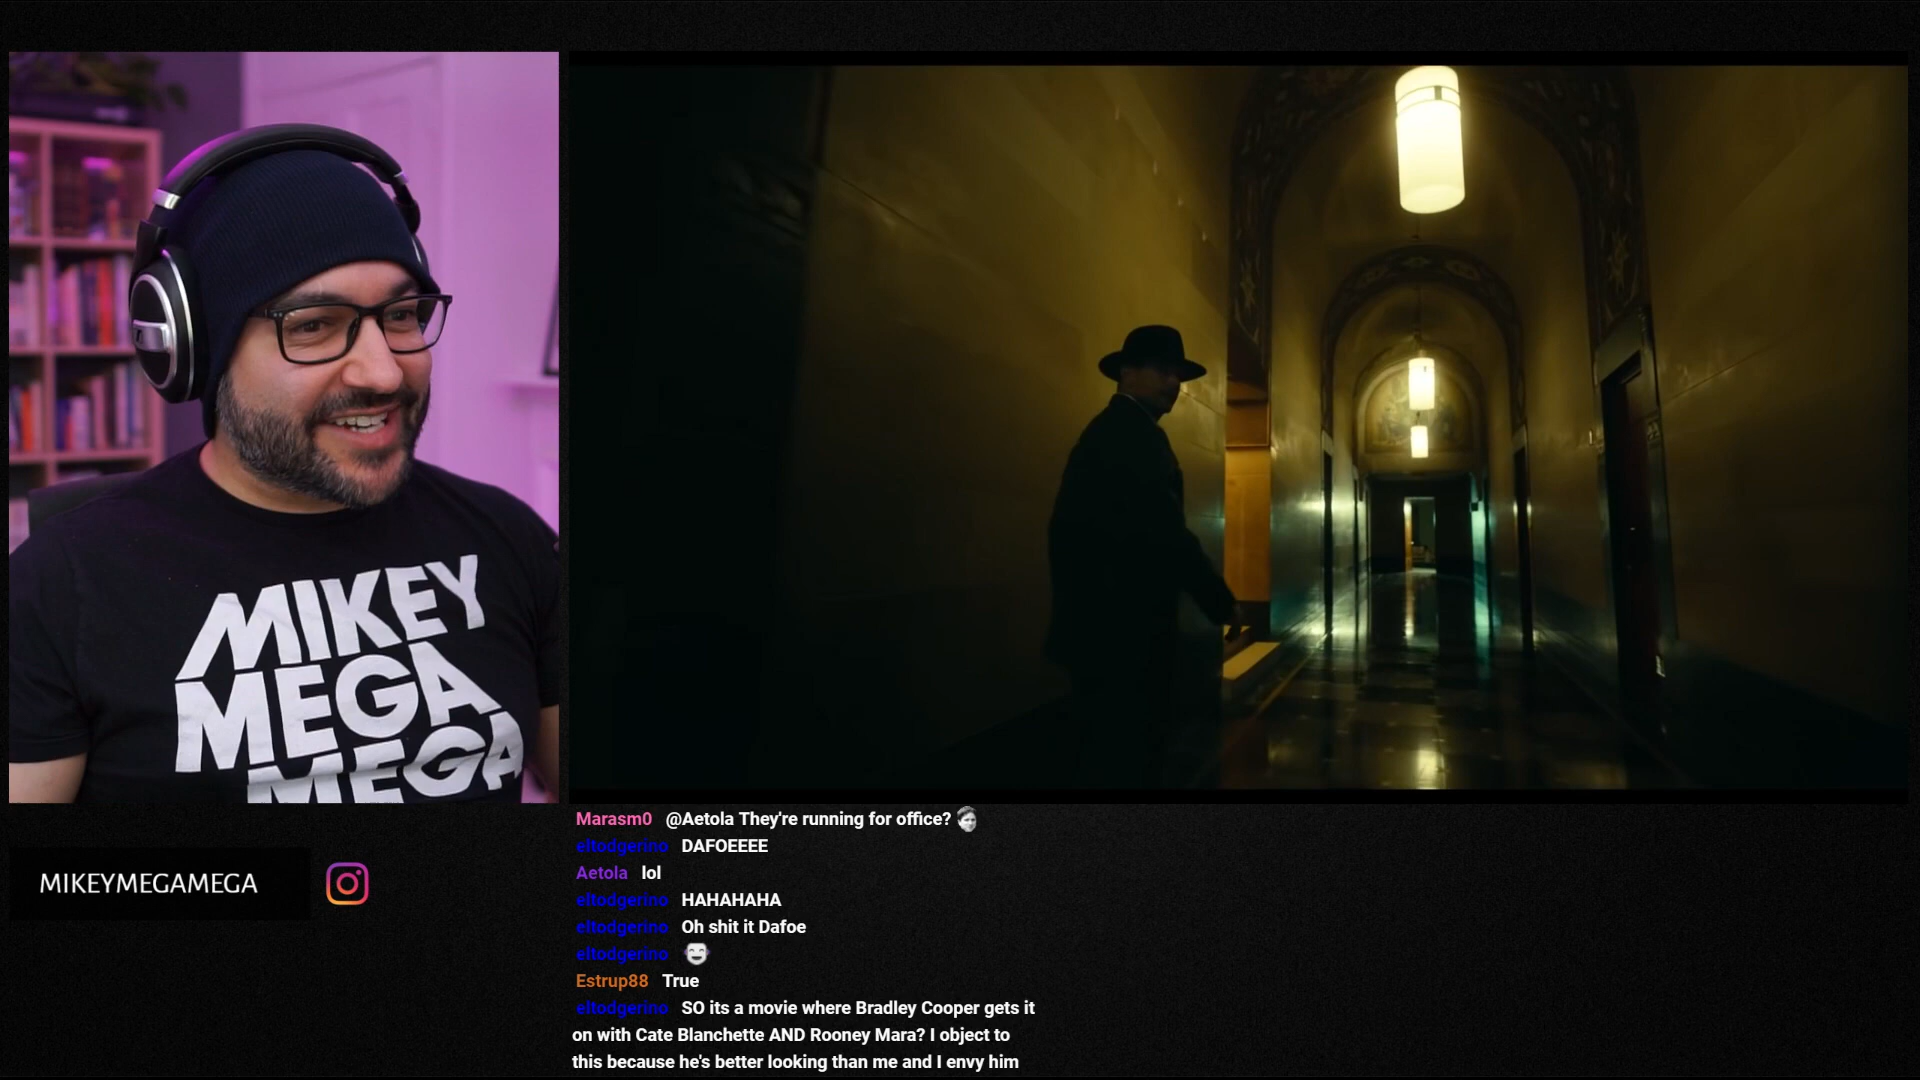 MIKEY
MEGA
MEGA
MIKEYMEGAMEGA
Marasm0 @Aetola They're running for office?
eltodgerino DAFOEEEE
Aetola lol
eltodgerino HAHAHAHA
eltodgerino Oh shit it Dafoe
eltodgerino
Estrup88 True
eltodgerino SO its a movie where Bradley Cooper gets it
on with Cate Blanchette AND Rooney Mara? I object to
this because he's better looking than me and I envy him